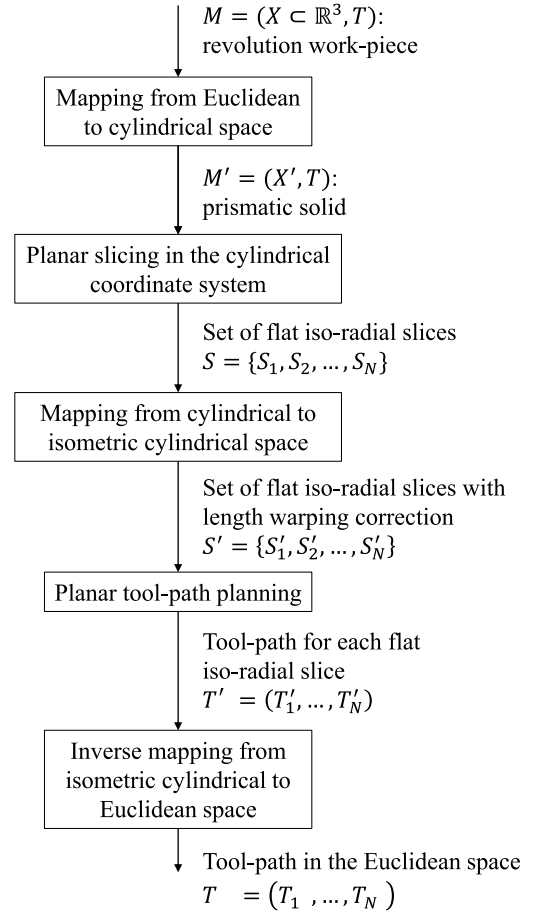 M = (X ⊂ ℝ³, T):
revolution work-piece
Mapping from Euclidean
to cylindrical space
M′ = (X′, T):
prismatic solid
Planar slicing in the cylindrical
coordinate system
Set of flat iso-radial slices
S = {S₁, S₂, … , S_N}
Mapping from cylindrical to
isometric cylindrical space
Set of flat iso-radial slices with
length warping correction
S′ = {S′₁, S′₂, … , S′_N}
Planar tool-path planning
Tool-path for each flat
iso-radial slice
T′ = (T′₁, … , T′_N)
Inverse mapping from
isometric cylindrical to
Euclidean space
Tool-path in the Euclidean space
T = (T₁ , … , T_N )